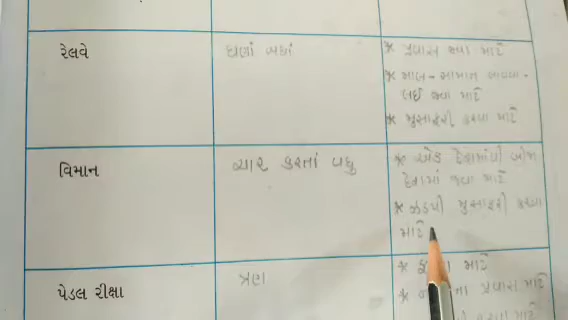 રેલવે
ઘણાં બધાં
* પ્રવાસ જવા માટે
* માલ-સામાન લાવવા-
લઈ જવા માટે
* મુસાફરી કરવા માટે
વિમાન
ચાર કરતાં વધુ
* એક દેશમાંથી બીજા
દેશમાં જવા માટે
* ઝડપી મુસાફરી કરવા
માટે
પેડલ રીક્ષા
ત્રણ
* માટે
* પ્રવાસ માટે